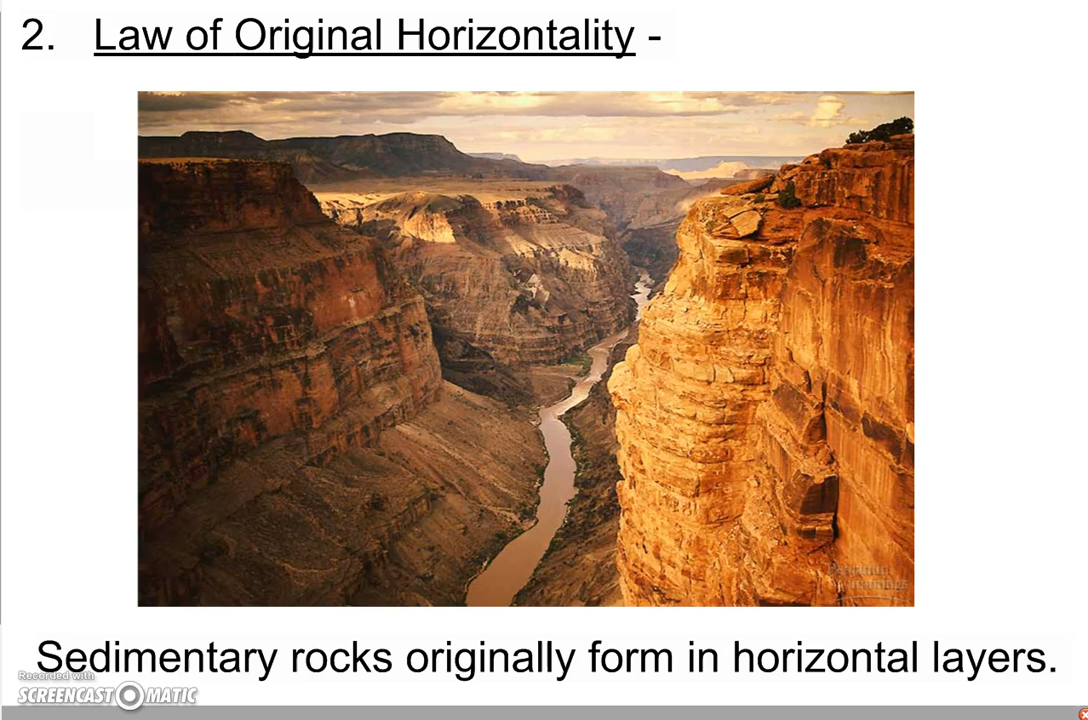 2. Law of Original Horizontality -
Sedimentary rocks originally form in horizontal layers.
Recorded with
SCREENCAST MATIC